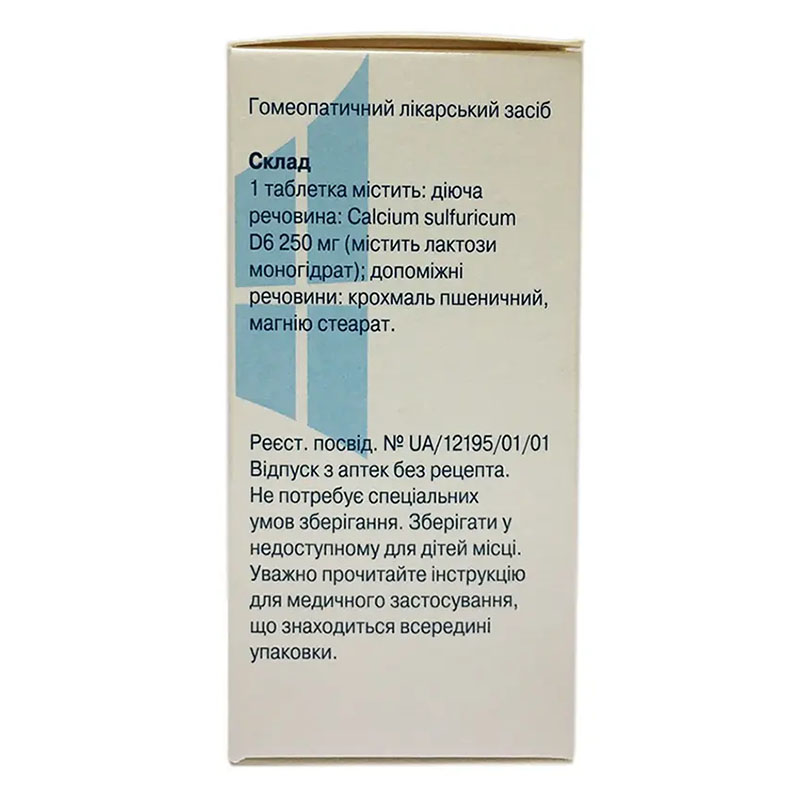 Гомеопатичний лікарський засіб
Склад
1 таблетка містить: діюча
речовина: Calcium sulfuricum
D6 250 мг (містить лактози
моногідрат); допоміжні
речовини: крохмаль пшеничний,
магнію стеарат.
Реєст. посвід. № UA/12195/01/01
Відпуск з аптек без рецепта.
Не потребує спеціальних
умов зберігання. Зберігати у
недоступному для дітей місці.
Уважно прочитайте інструкцію
для медичного застосування,
що знаходиться всередині
упаковки.